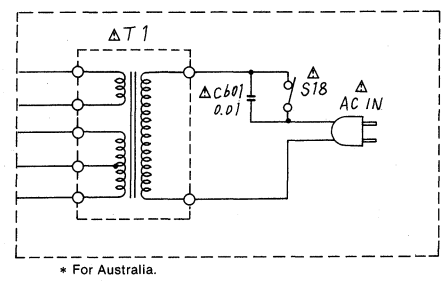 ⚠T1
⚠C601
0.01
⚠
S18
⚠
AC IN
* For Australia.